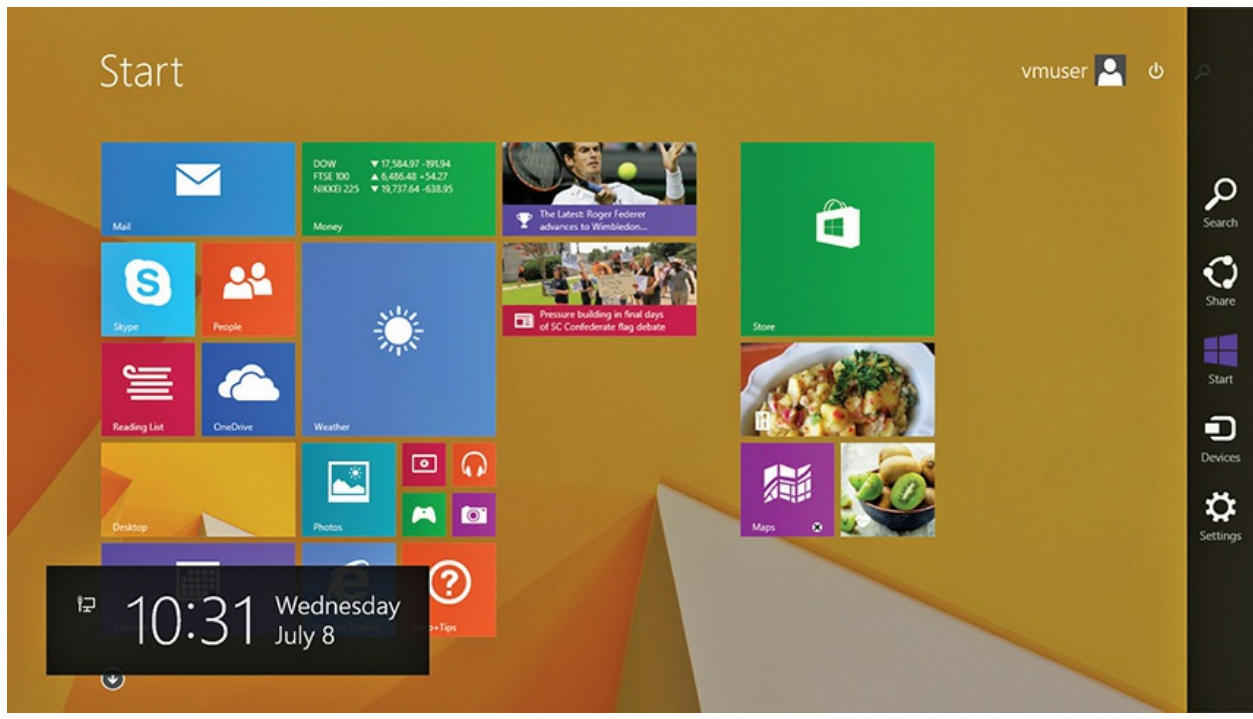 Start
vmuser
Mail
DOW ▼ 17,584.97 -191.94
FTSE 100 ▲ 6,486.48 +54.27
NIKKEI 225 ▼ 19,737.64 -638.95
Money
The Latest: Roger Federer
advances to Wimbledon...
Pressure building in final days
of SC Confederate flag debate
Store
Skype
People
Reading List
OneDrive
Weather
Desktop
Photos
Maps
10:31
Wednesday
July 8
Search
Share
Start
Devices
Settings